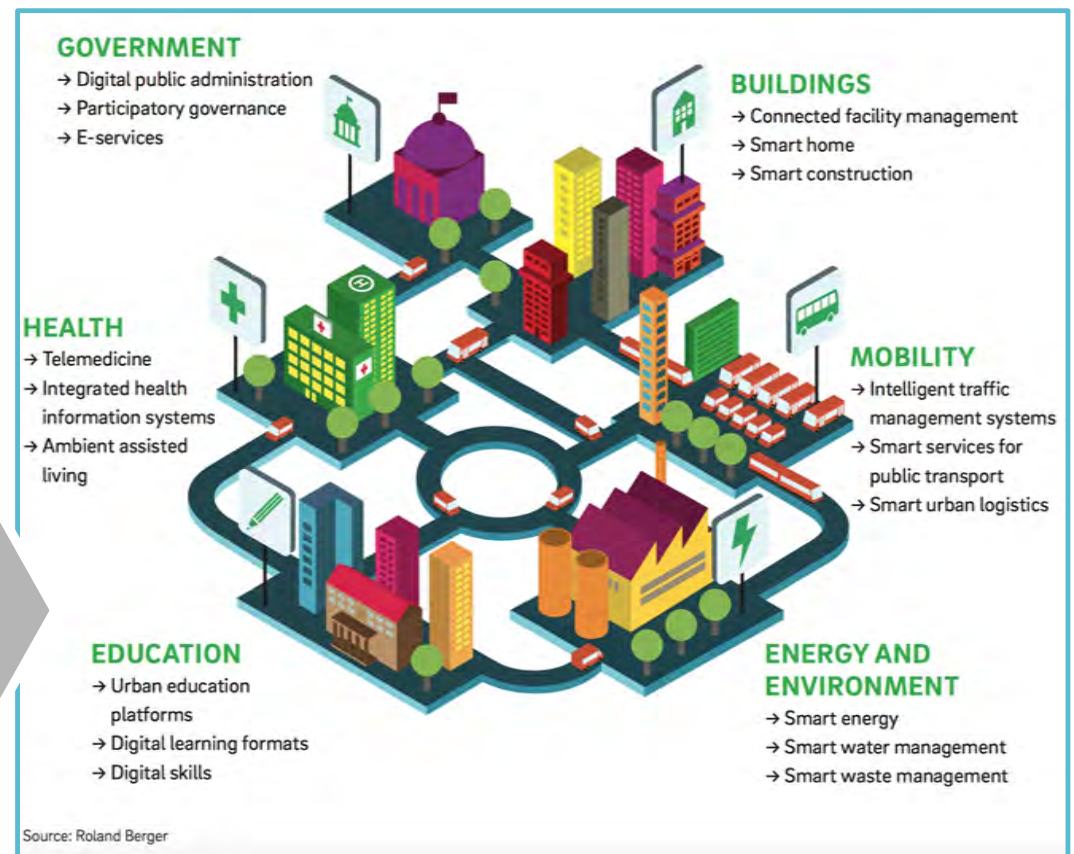 GOVERNMENT
→ Digital public administration
→ Participatory governance
→ E-services
BUILDINGS
→ Connected facility management
→ Smart home
→ Smart construction
H
HEALTH
→ Telemedicine
→ Integrated health
information systems
→ Ambient assisted
living
MOBILITY
→ Intelligent traffic
management systems
→ Smart services for
public transport
→ Smart urban logistics
EDUCATION
→ Urban education
platforms
→ Digital learning formats
→ Digital skills
ENERGY AND
ENVIRONMENT
→ Smart energy
→ Smart water management
→ Smart waste management
Source: Roland Berger